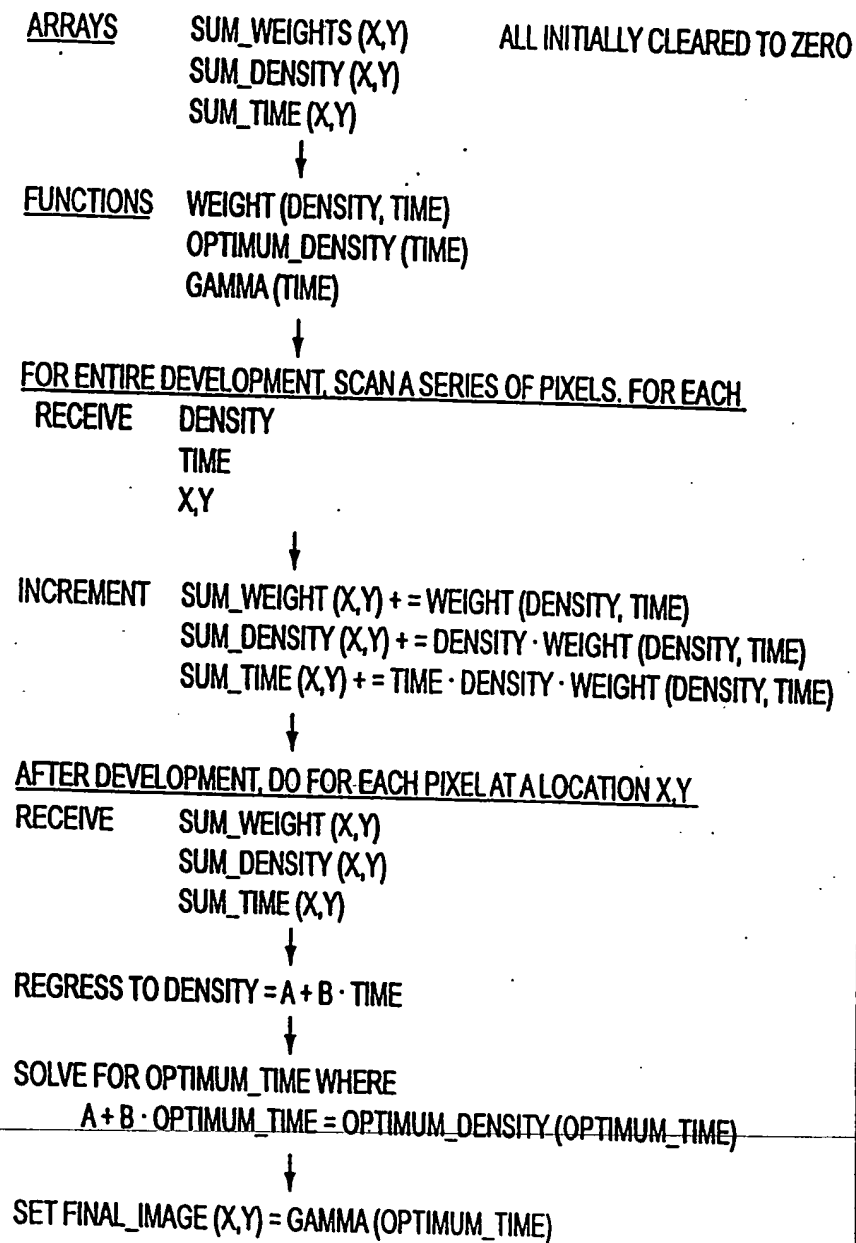 ARRAYS SUM_WEIGHTS (X,Y) ALL INITIALLY CLEARED TO ZERO
SUM_DENSITY (X,Y)
SUM_TIME (X,Y)
FUNCTIONS WEIGHT (DENSITY, TIME)
OPTIMUM_DENSITY (TIME)
GAMMA (TIME)
FOR ENTIRE DEVELOPMENT, SCAN A SERIES OF PIXELS. FOR EACH
RECEIVE DENSITY
TIME
X,Y
INCREMENT SUM_WEIGHT (X,Y) + = WEIGHT (DENSITY, TIME)
SUM_DENSITY (X,Y) + = DENSITY · WEIGHT (DENSITY, TIME)
SUM_TIME (X,Y) + = TIME · DENSITY · WEIGHT (DENSITY, TIME)
AFTER DEVELOPMENT, DO FOR EACH PIXEL AT A LOCATION X,Y
RECEIVE SUM_WEIGHT (X,Y)
SUM_DENSITY (X,Y)
SUM_TIME (X,Y)
REGRESS TO DENSITY = A + B · TIME
SOLVE FOR OPTIMUM_TIME WHERE
A + B · OPTIMUM_TIME = OPTIMUM_DENSITY (OPTIMUM_TIME)
SET FINAL_IMAGE (X,Y) = GAMMA (OPTIMUM_TIME)